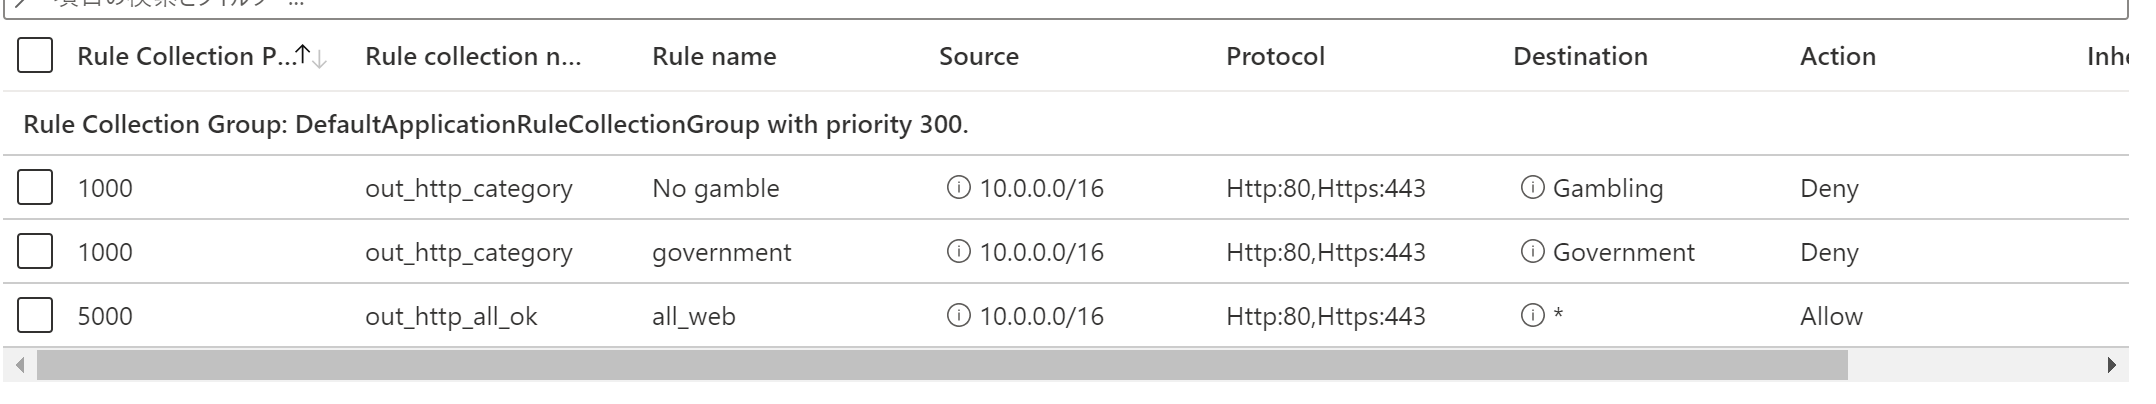 Rule Collection P...↑↓ Rule collection n... Rule name Source Protocol Destination Action Inhe
Rule Collection Group: DefaultApplicationRuleCollectionGroup with priority 300.
1000 out_http_category No gamble 10.0.0.0/16 Http:80,Https:443 Gambling Deny
1000 out_http_category government 10.0.0.0/16 Http:80,Https:443 Government Deny
5000 out_http_all_ok all_web 10.0.0.0/16 Http:80,Https:443 * Allow